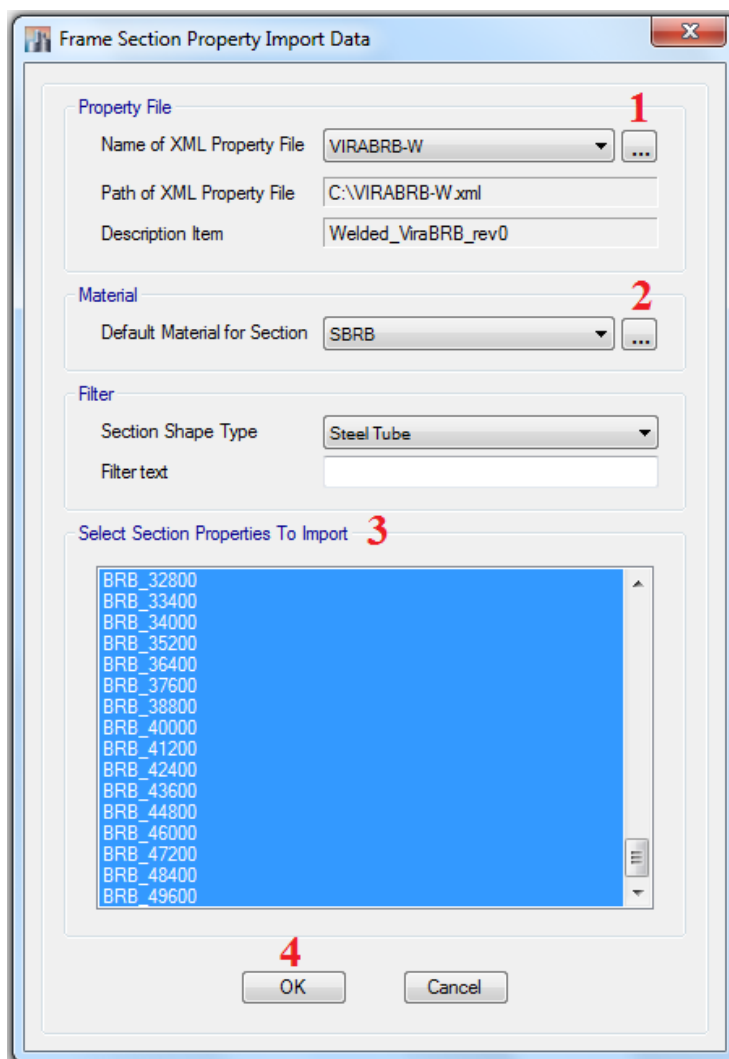 Frame Section Property Import Data
Property File
1
Name of XML Property File VIRABRB-W ...
Path of XML Property File C:\VIRABRB-W.xml
Description Item Welded_ViraBRB_rev0
Material
2
Default Material for Section SBRB ...
Filter
Section Shape Type Steel Tube
Filter text
Select Section Properties To Import 3
BRB_32800
BRB_33400
BRB_34000
BRB_35200
BRB_36400
BRB_37600
BRB_38800
BRB_40000
BRB_41200
BRB_42400
BRB_43600
BRB_44800
BRB_46000
BRB_47200
BRB_48400
BRB_49600
4
OK Cancel